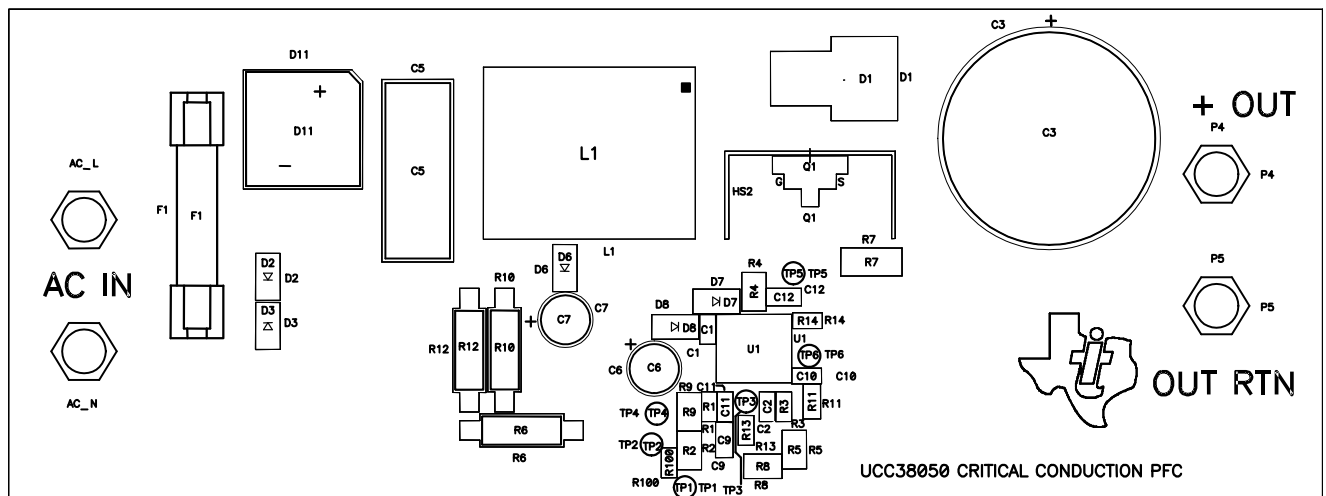 C3
+
D11
C5
D1
D1
+
D11
−
C5
L1
C3
+ OUT
P4
P4
AC_L
F1
F1
HS2
Q1
G
S
Q1
R7
R7
L1
P5
P5
AC IN
D2
D2
D3
D3
D6
D6
R10
+
C7
C7
R12
R12
R10
D7
D7
R4
R4
TP5
TP5
C12
C12
D8
D8
C1
C1
R14
R14
U1
U1
TP6
TP6
+
C6
C6
C10
C10
AC_N
OUT RTN
R9
C11
R9
R1
C11
TP3
C2
R3
R11
R11
TP4
TP4
R1
C2
R3
R13
R6
R6
TP2
TP2
R2
R2
C9
C9
R13
R5
R5
R100
R100
R8
R8
TP1
TP1
TP3
UCC38050 CRITICAL CONDUCTION PFC